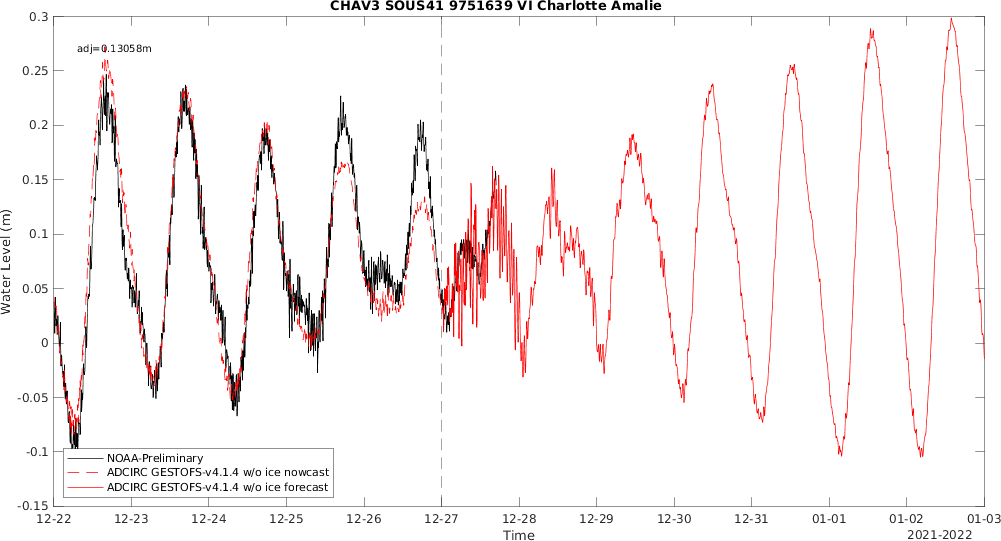 CHAV3 SOUS41 9751639 VI Charlotte Amalie
adj=0.13058m
0.3
0.25
0.2
0.15
0.1
0.05
0
-0.05
-0.1
-0.15
Water Level (m)
NOAA-Preliminary
ADCIRC GESTOFS-v4.1.4 w/o ice nowcast
ADCIRC GESTOFS-v4.1.4 w/o ice forecast
12-22 12-23 12-24 12-25 12-26 12-27 12-28 12-29 12-30 12-31 01-01 01-02 01-03
Time
2021-2022